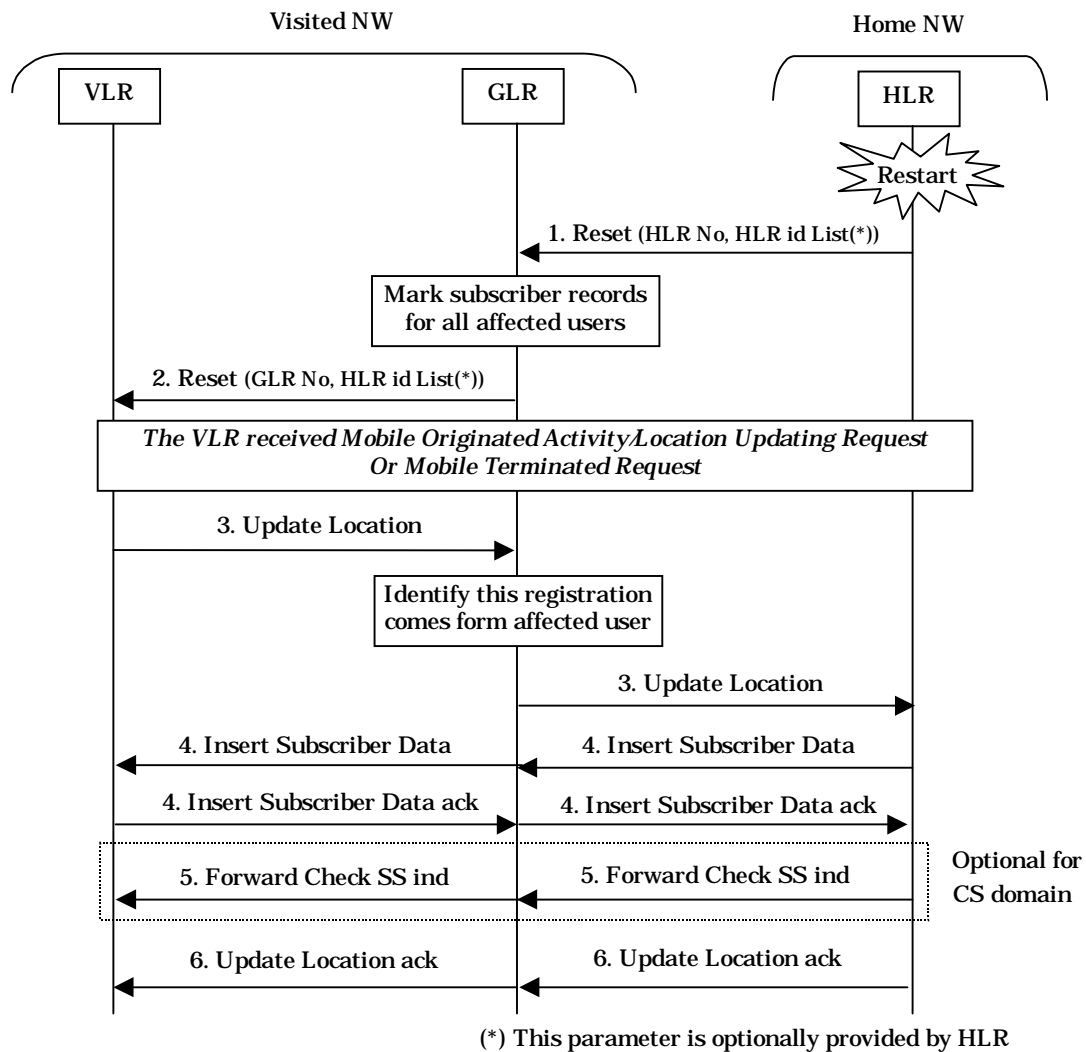 Visited NW
Home NW
VLR
GLR
HLR
Restart
1. Reset (HLR No, HLR id List(*))
Mark subscriber records
for all affected users
2. Reset (GLR No, HLR id List(*))
The VLR received Mobile Originated Activity/Location Updating Request
Or Mobile Terminated Request
3. Update Location
Identify this registration
comes form affected user
3. Update Location
4. Insert Subscriber Data
4. Insert Subscriber Data
4. Insert Subscriber Data ack
4. Insert Subscriber Data ack
5. Forward Check SS ind
5. Forward Check SS ind
Optional for
CS domain
6. Update Location ack
6. Update Location ack
(*) This parameter is optionally provided by HLR